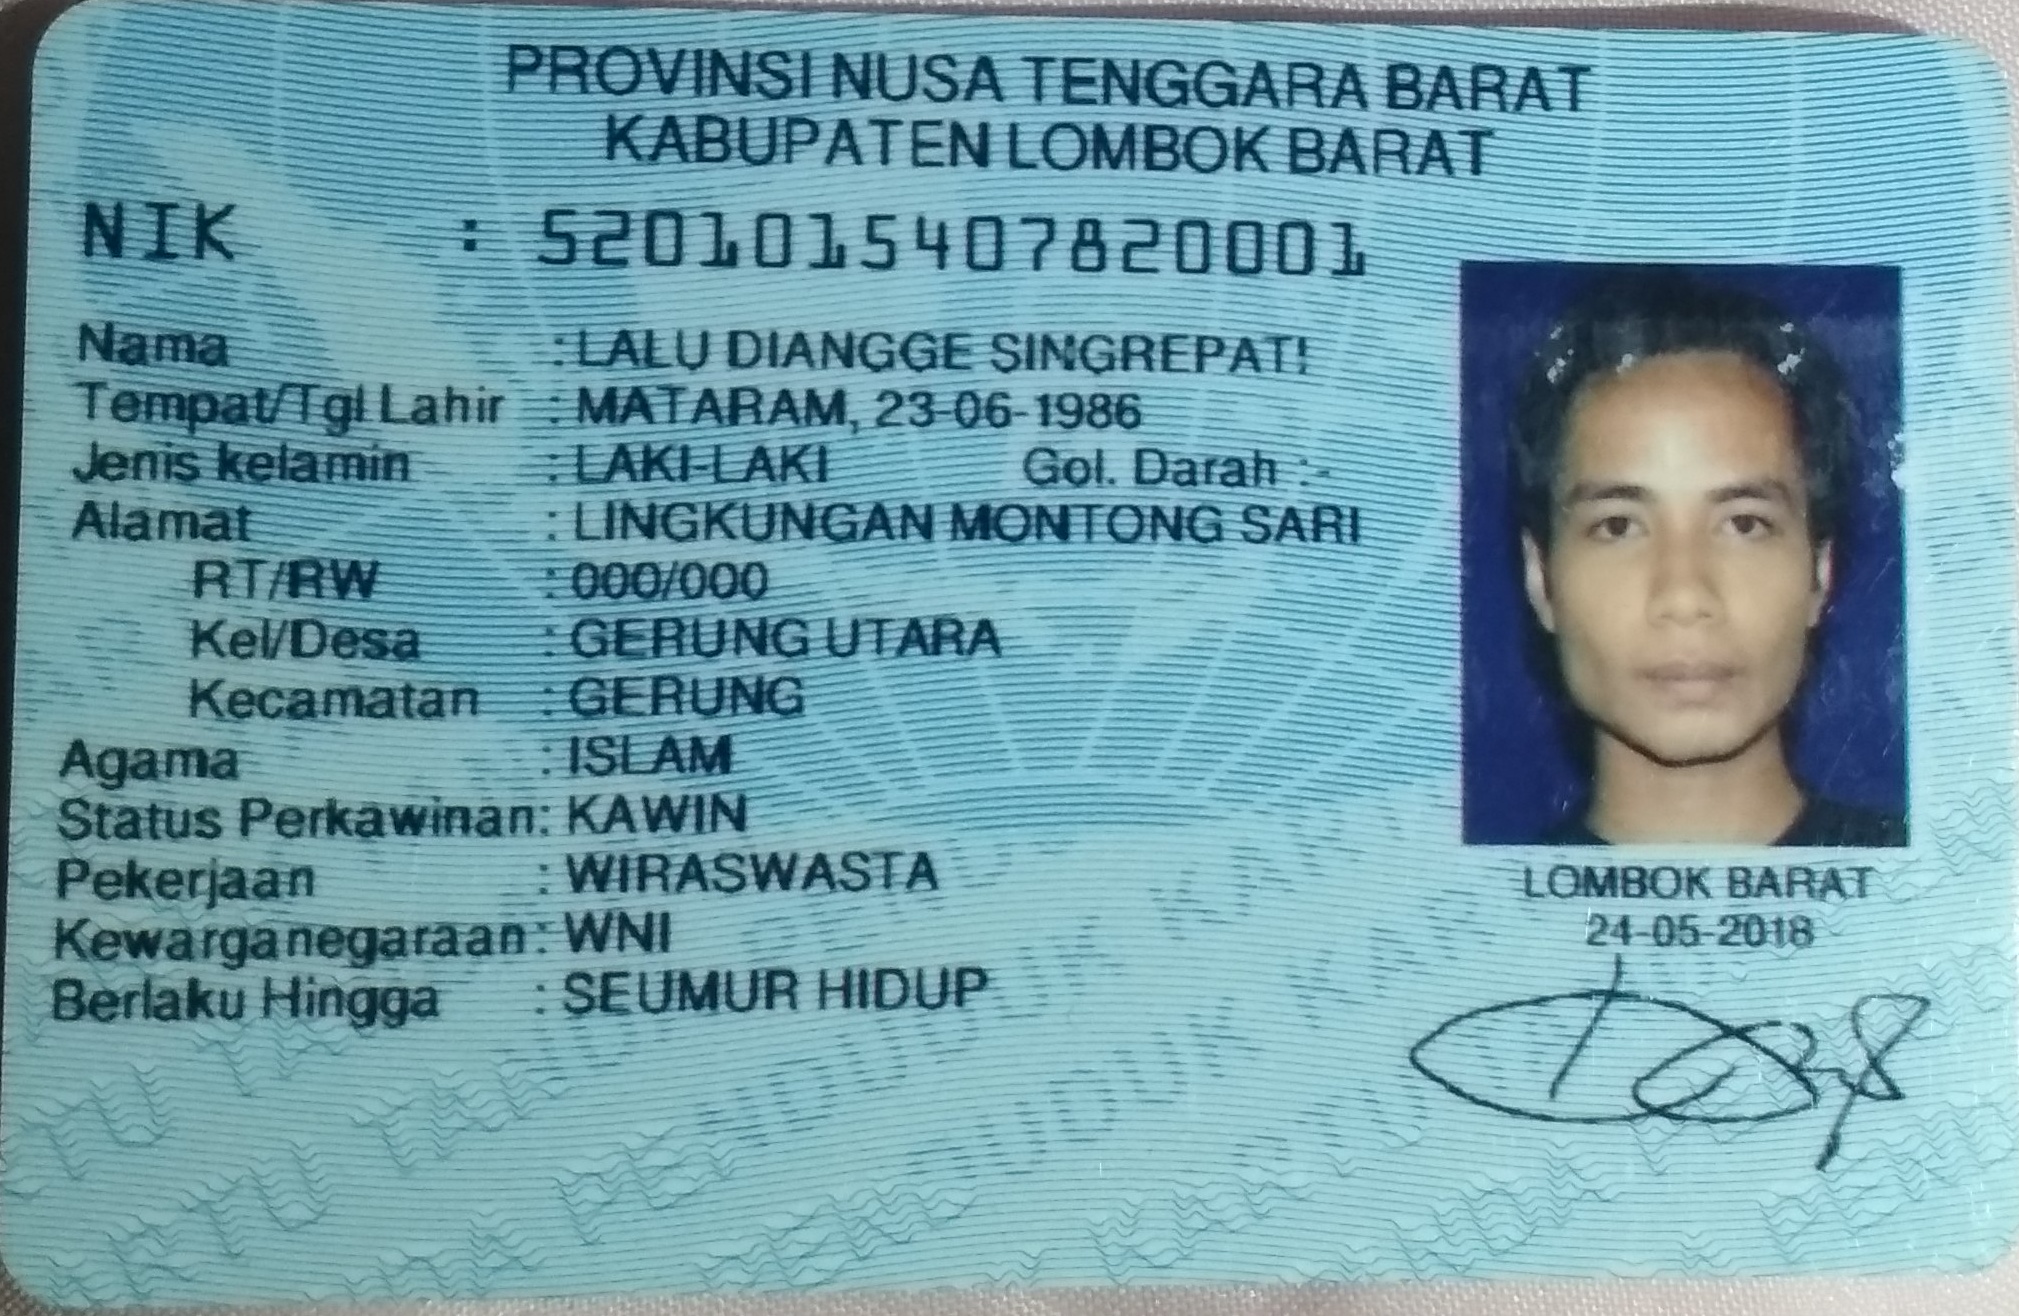 PROVINSI NUSA TENGGARA BARAT
KABUPATEN LOMBOK BARAT
NIK : 5201015407820001
Nama : LALU DIANGGE SINGREPATI
Tempat/Tgl Lahir : MATARAM, 23-06-1986
Jenis kelamin : LAKI-LAKI Gol. Darah :-
Alamat : LINGKUNGAN MONTONG SARI
RT/RW : 000/000
Kel/Desa : GERUNG UTARA
Kecamatan : GERUNG
Agama : ISLAM
Status Perkawinan: KAWIN
Pekerjaan : WIRASWASTA
Kewarganegaraan: WNI
Berlaku Hingga : SEUMUR HIDUP
LOMBOK BARAT
24-05-2018